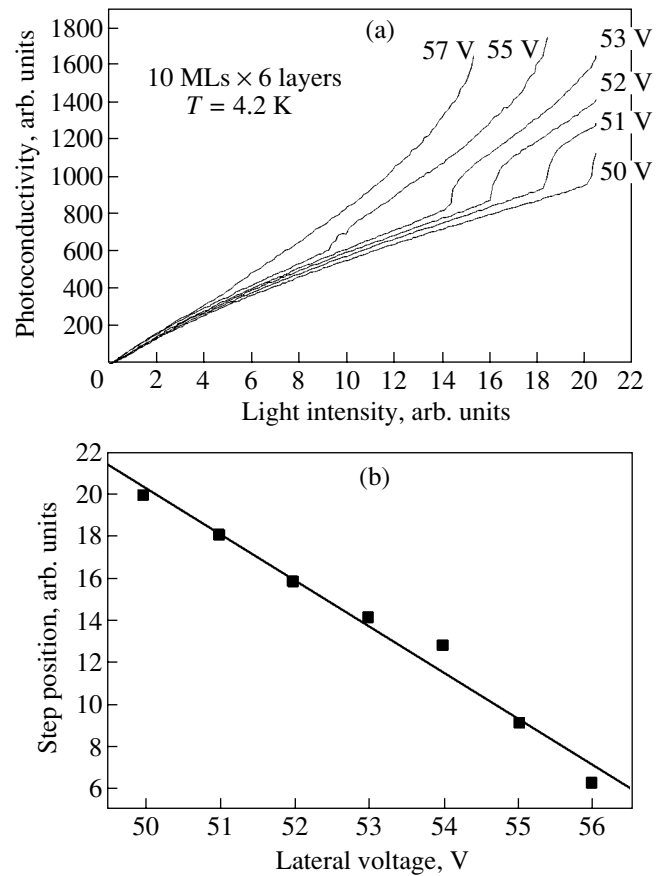 (a)
1800
1600
1400
1200
1000
800
600
400
200
0
Photoconductivity, arb. units
10 MLs × 6 layers
T = 4.2 K
57 V
55 V
53 V
52 V
51 V
50 V
2 4 6 8 10 12 14 16 18 20 22
Light intensity, arb. units
(b)
22
20
18
16
14
12
10
8
6
Step position, arb. units
50 51 52 53 54 55 56
Lateral voltage, V